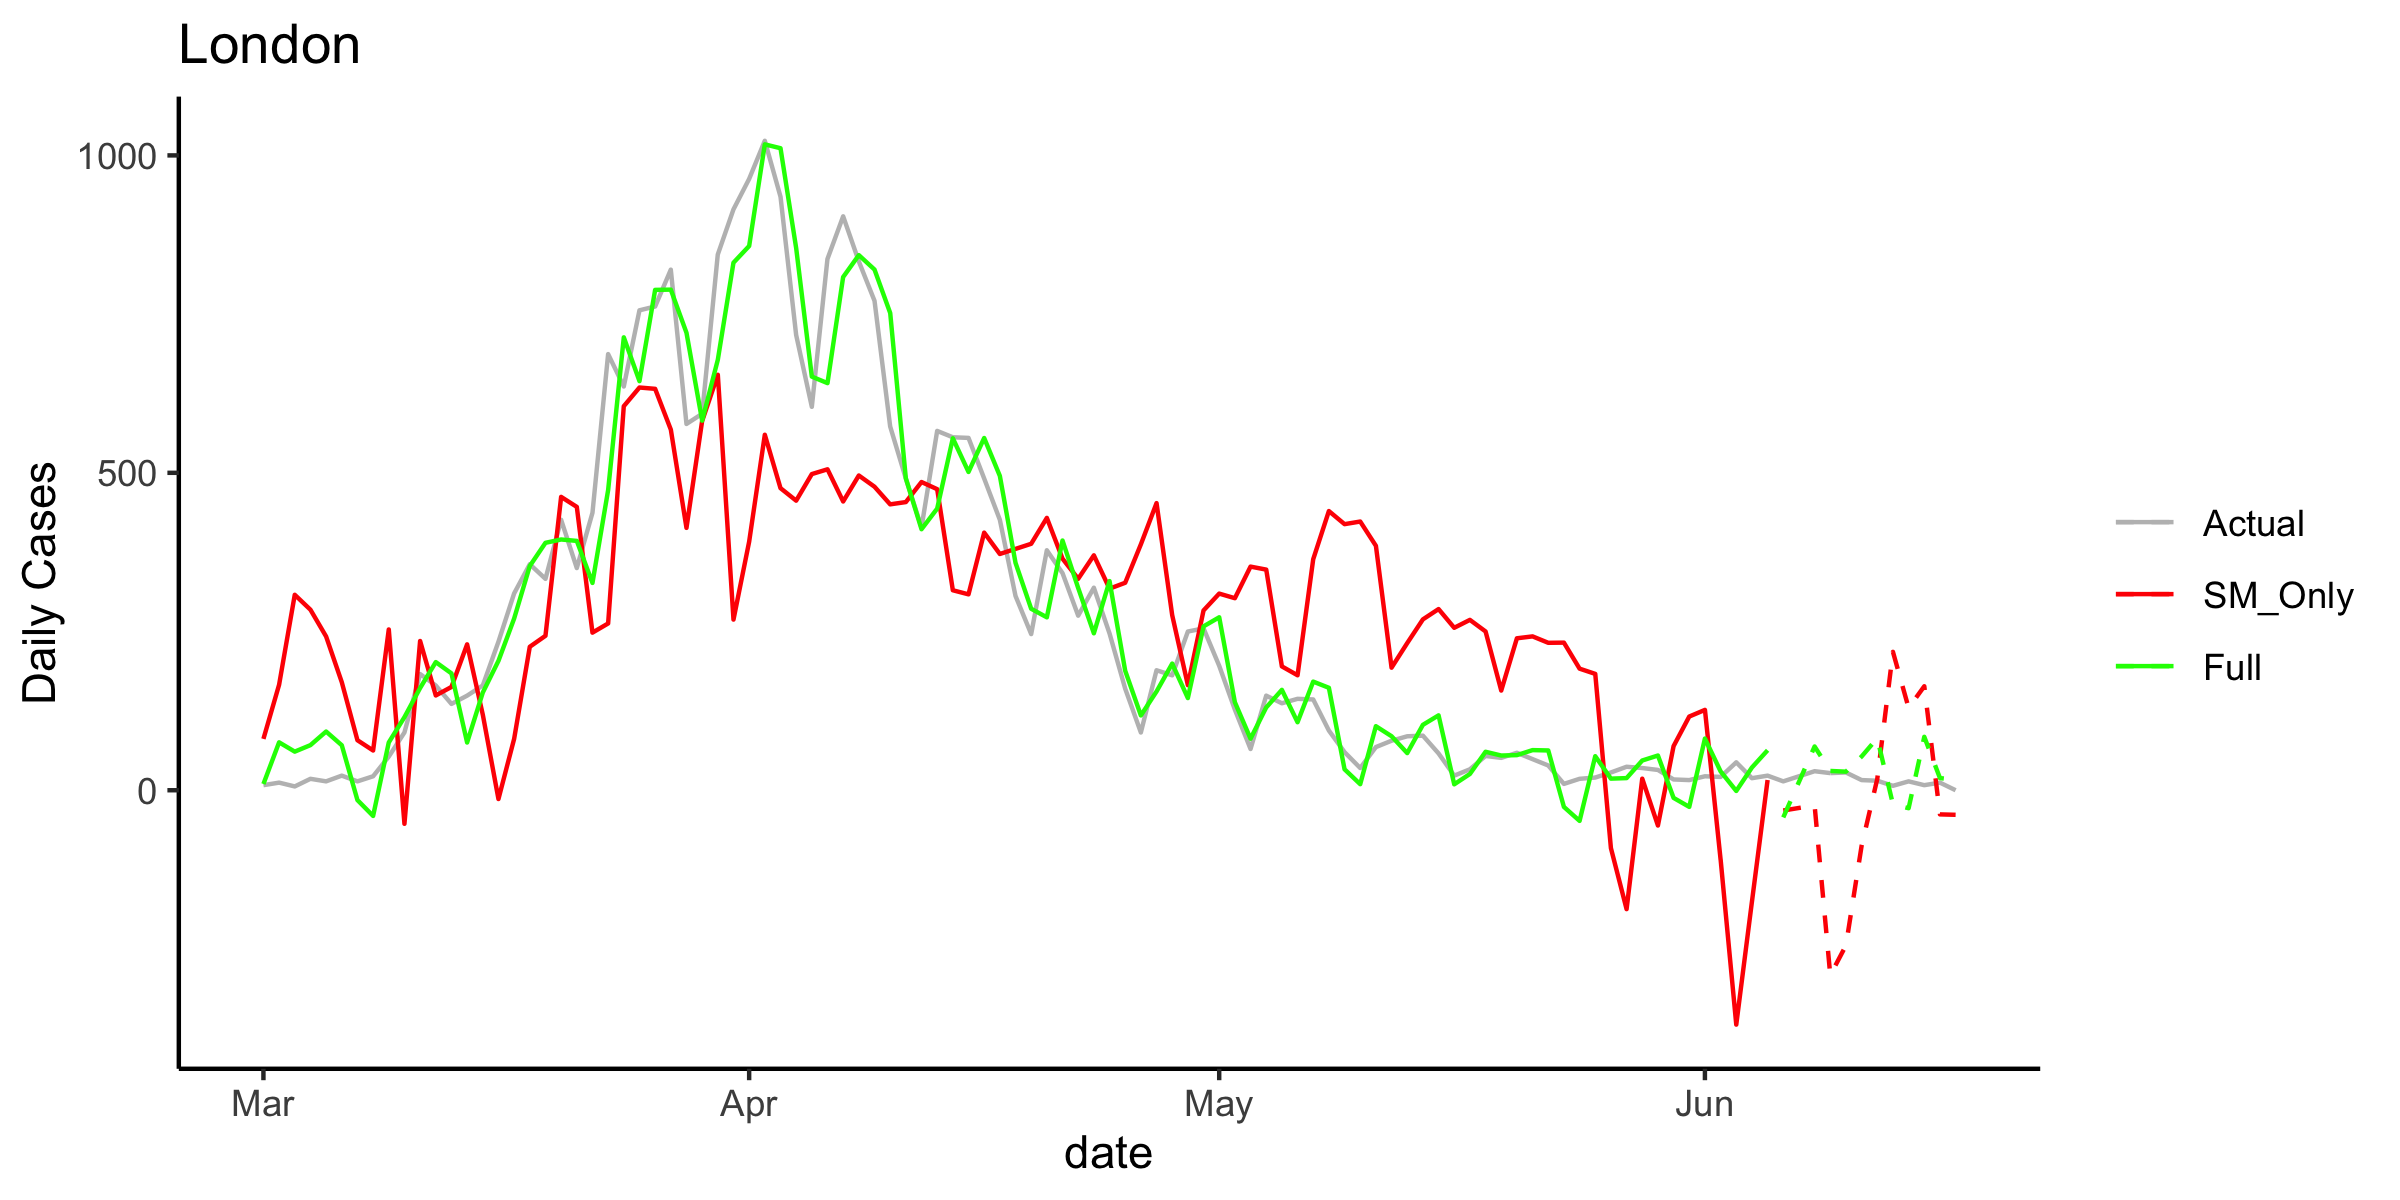 London
Daily Cases
1000
500
0
Mar
Apr
May
Jun
date
Actual
SM_Only
Full